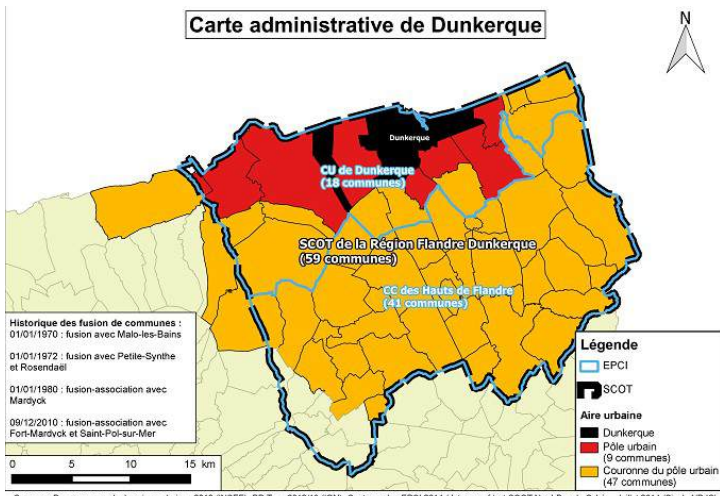 Carte administrative de Dunkerque
N
Dunkerque
CU de Dunkerque
(18 communes)
SCOT de la Région Flandre Dunkerque
(59 communes)
CC des Hauts de Flandre
(41 communes)
Historique des fusion de communes :
01/01/1970 : fusion avec Malo-les-Bains
01/01/1972 : fusion avec Petite-Synthe
et Rosendaël
01/01/1980 : fusion-association avec
Mardyck
09/12/2010 : fusion-association avec
Fort-Mardyck et Saint-Pol-sur-Mer
0 5 10 15 km
Légende
EPCI
SCOT
Aire urbaine
Dunkerque
Pôle urbain
(9 communes)
Couronne du pôle urbain
(47 communes)